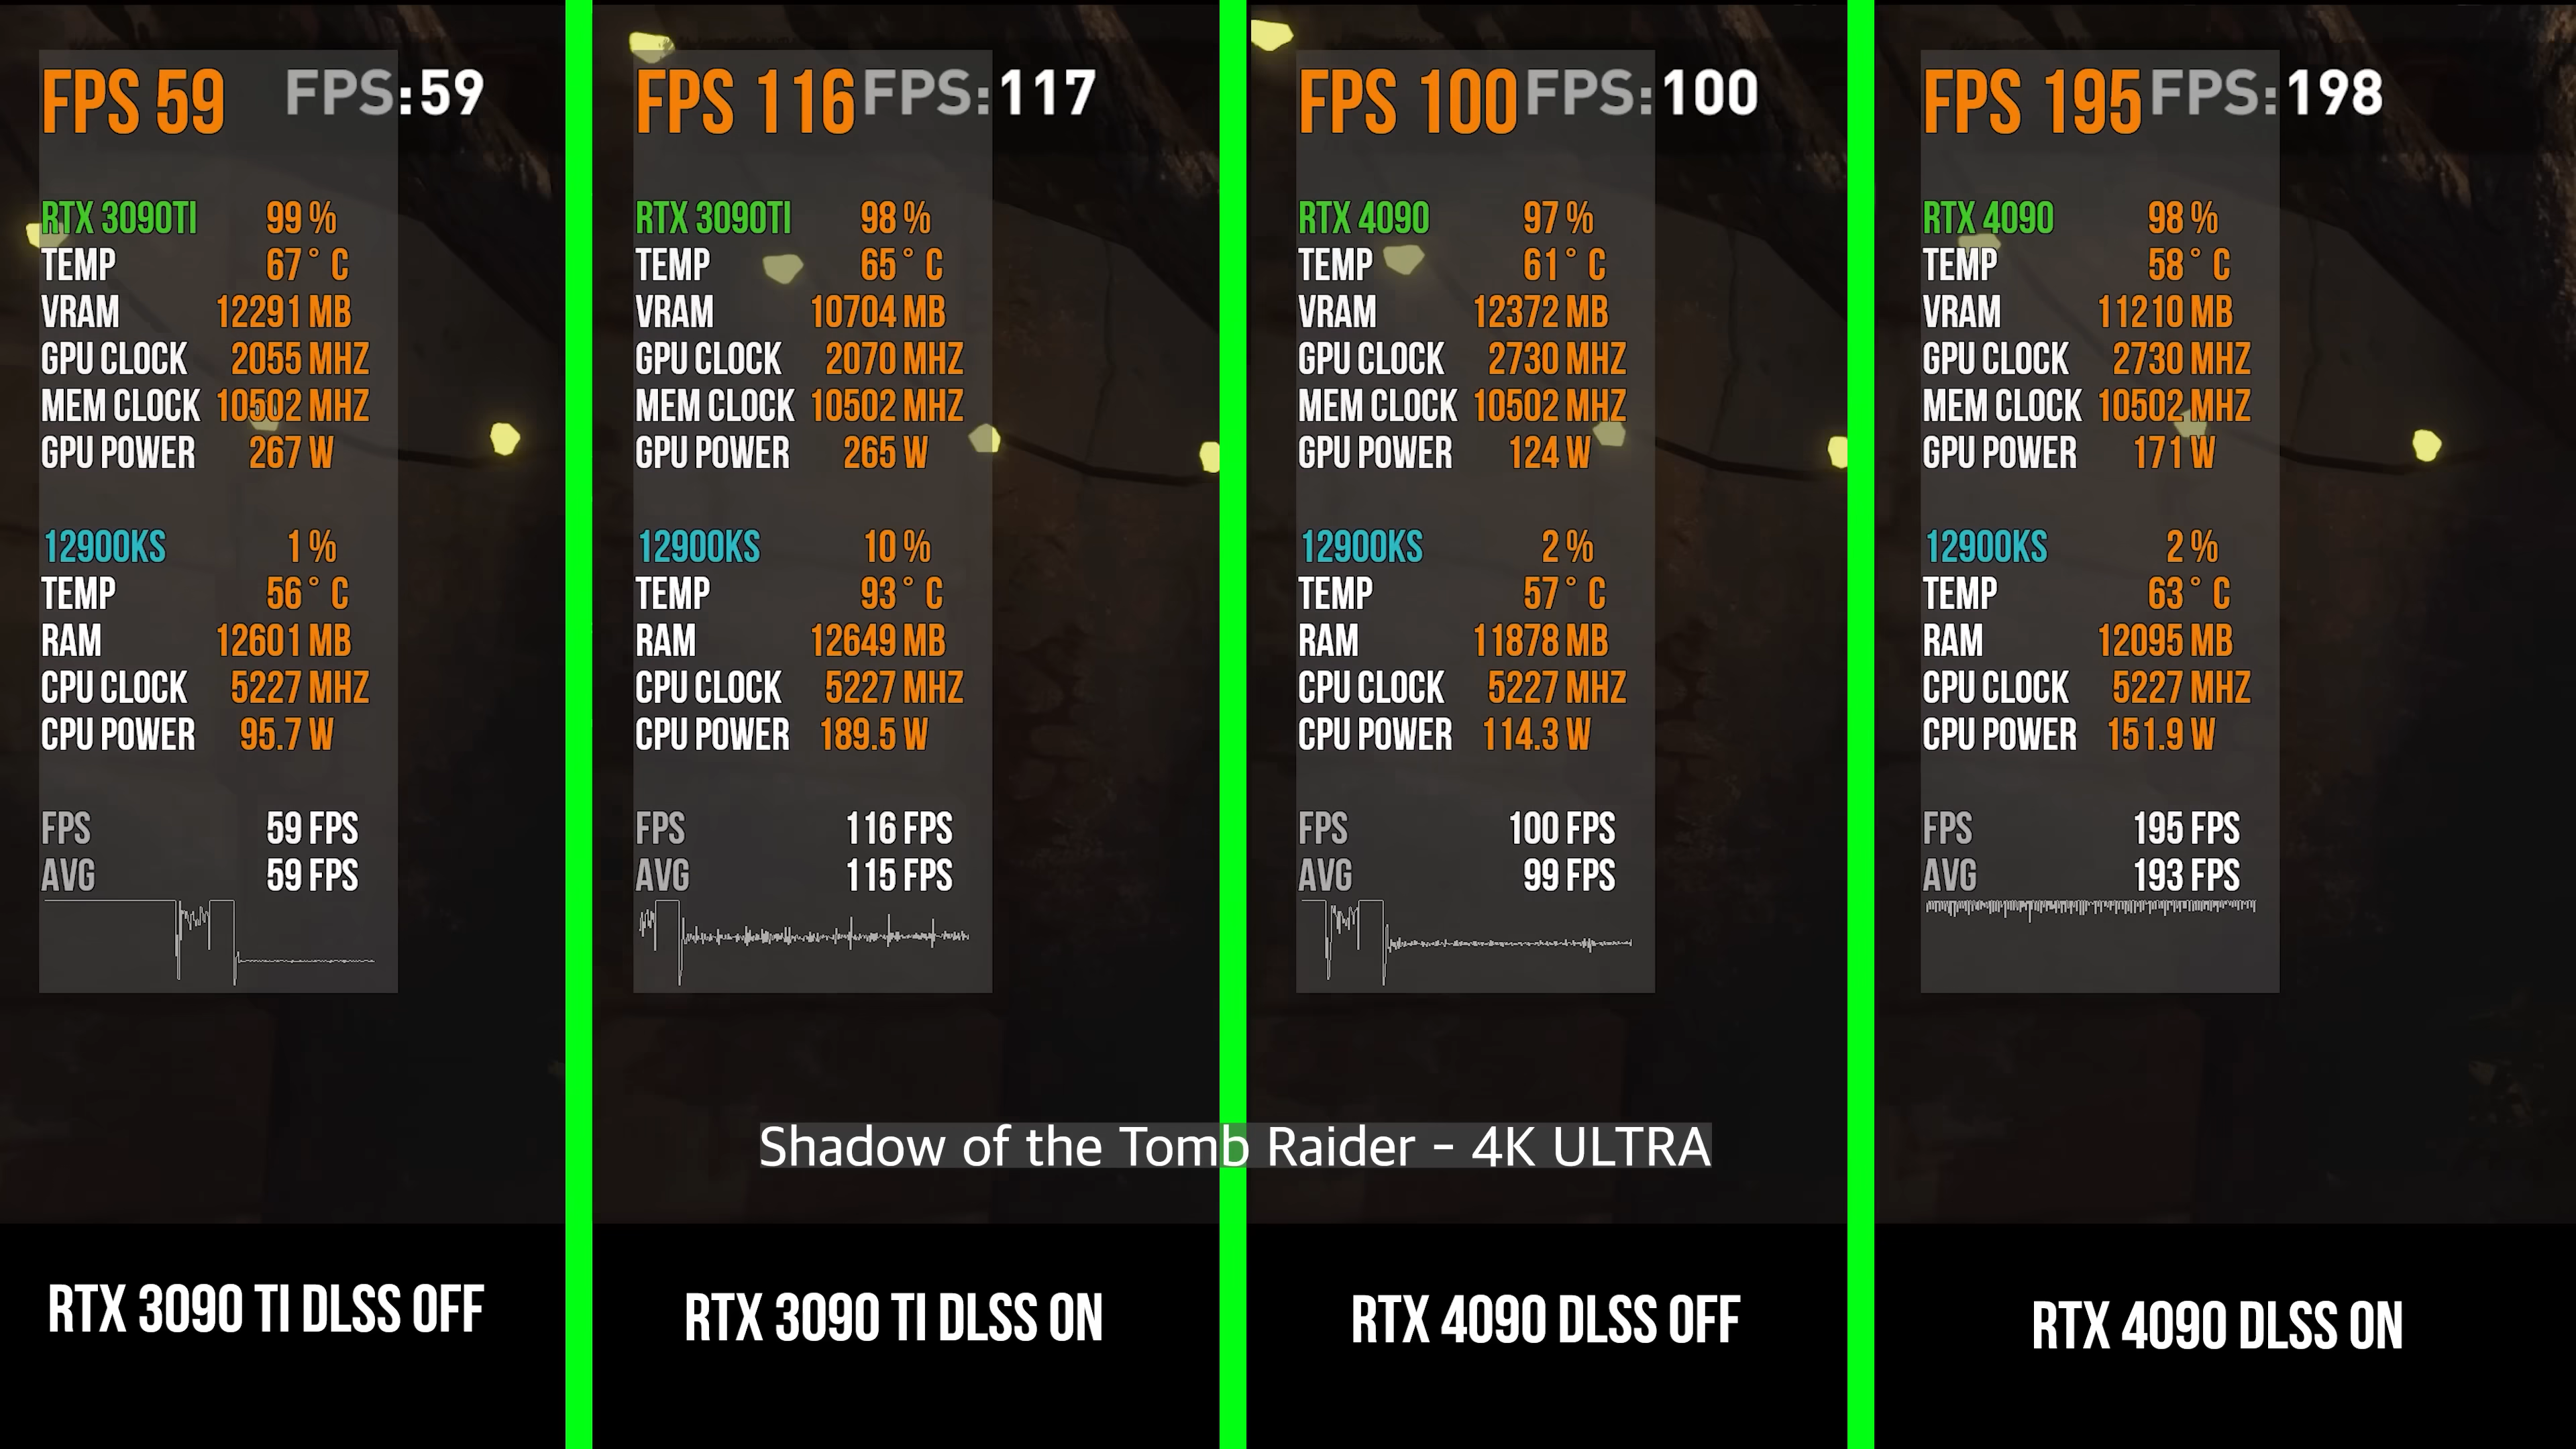 FPS 59 FPS:59
RTX 3090TI 99 %
TEMP 67° C
VRAM 12291 MB
GPU CLOCK 2055 MHZ
MEM CLOCK 10502 MHZ
GPU POWER 267 W
12900KS 1 %
TEMP 56° C
RAM 12601 MB
CPU CLOCK 5227 MHZ
CPU POWER 95.7 W
FPS 59 FPS
AVG 59 FPS
RTX 3090 TI DLSS OFF
FPS 116 FPS:117
RTX 3090TI 98 %
TEMP 65° C
VRAM 10704 MB
GPU CLOCK 2070 MHZ
MEM CLOCK 10502 MHZ
GPU POWER 265 W
12900KS 10 %
TEMP 93° C
RAM 12649 MB
CPU CLOCK 5227 MHZ
CPU POWER 189.5 W
FPS 116 FPS
AVG 115 FPS
RTX 3090 TI DLSS ON
FPS 100 FPS:100
RTX 4090 97 %
TEMP 61° C
VRAM 12372 MB
GPU CLOCK 2730 MHZ
MEM CLOCK 10502 MHZ
GPU POWER 124 W
12900KS 2 %
TEMP 57° C
RAM 11878 MB
CPU CLOCK 5227 MHZ
CPU POWER 114.3 W
FPS 100 FPS
AVG 99 FPS
RTX 4090 DLSS OFF
FPS 195 FPS:198
RTX 4090 98 %
TEMP 58° C
VRAM 11210 MB
GPU CLOCK 2730 MHZ
MEM CLOCK 10502 MHZ
GPU POWER 171 W
12900KS 2 %
TEMP 63° C
RAM 12095 MB
CPU CLOCK 5227 MHZ
CPU POWER 151.9 W
FPS 195 FPS
AVG 193 FPS
RTX 4090 DLSS ON
Shadow of the Tomb Raider - 4K ULTRA